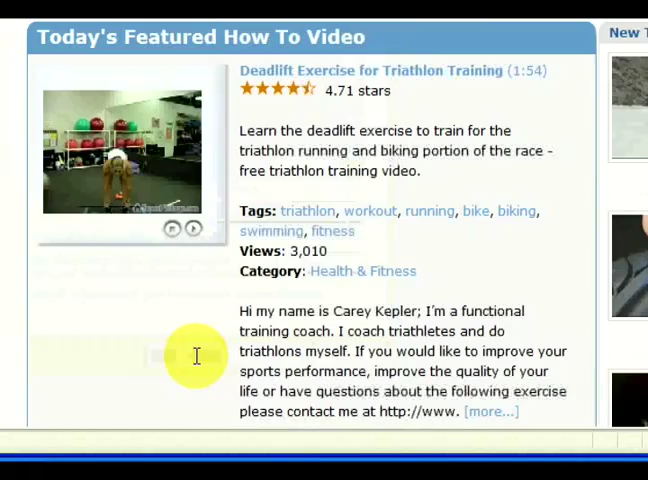 Today's Featured How To Video
New T
Deadlift Exercise for Triathlon Training (1:54)
4.71 stars
Learn the deadlift exercise to train for the
triathlon running and biking portion of the race -
free triathlon training video.
Tags: triathlon, workout, running, bike, biking,
swimming, fitness
Views: 3,010
Category: Health & Fitness
Hi my name is Carey Kepler; I'm a functional
training coach. I coach triathletes and do
triathlons myself. If you would like to improve your
sports performance, improve the quality of your
life or have questions about the following exercise
please contact me at http://www. [more...]